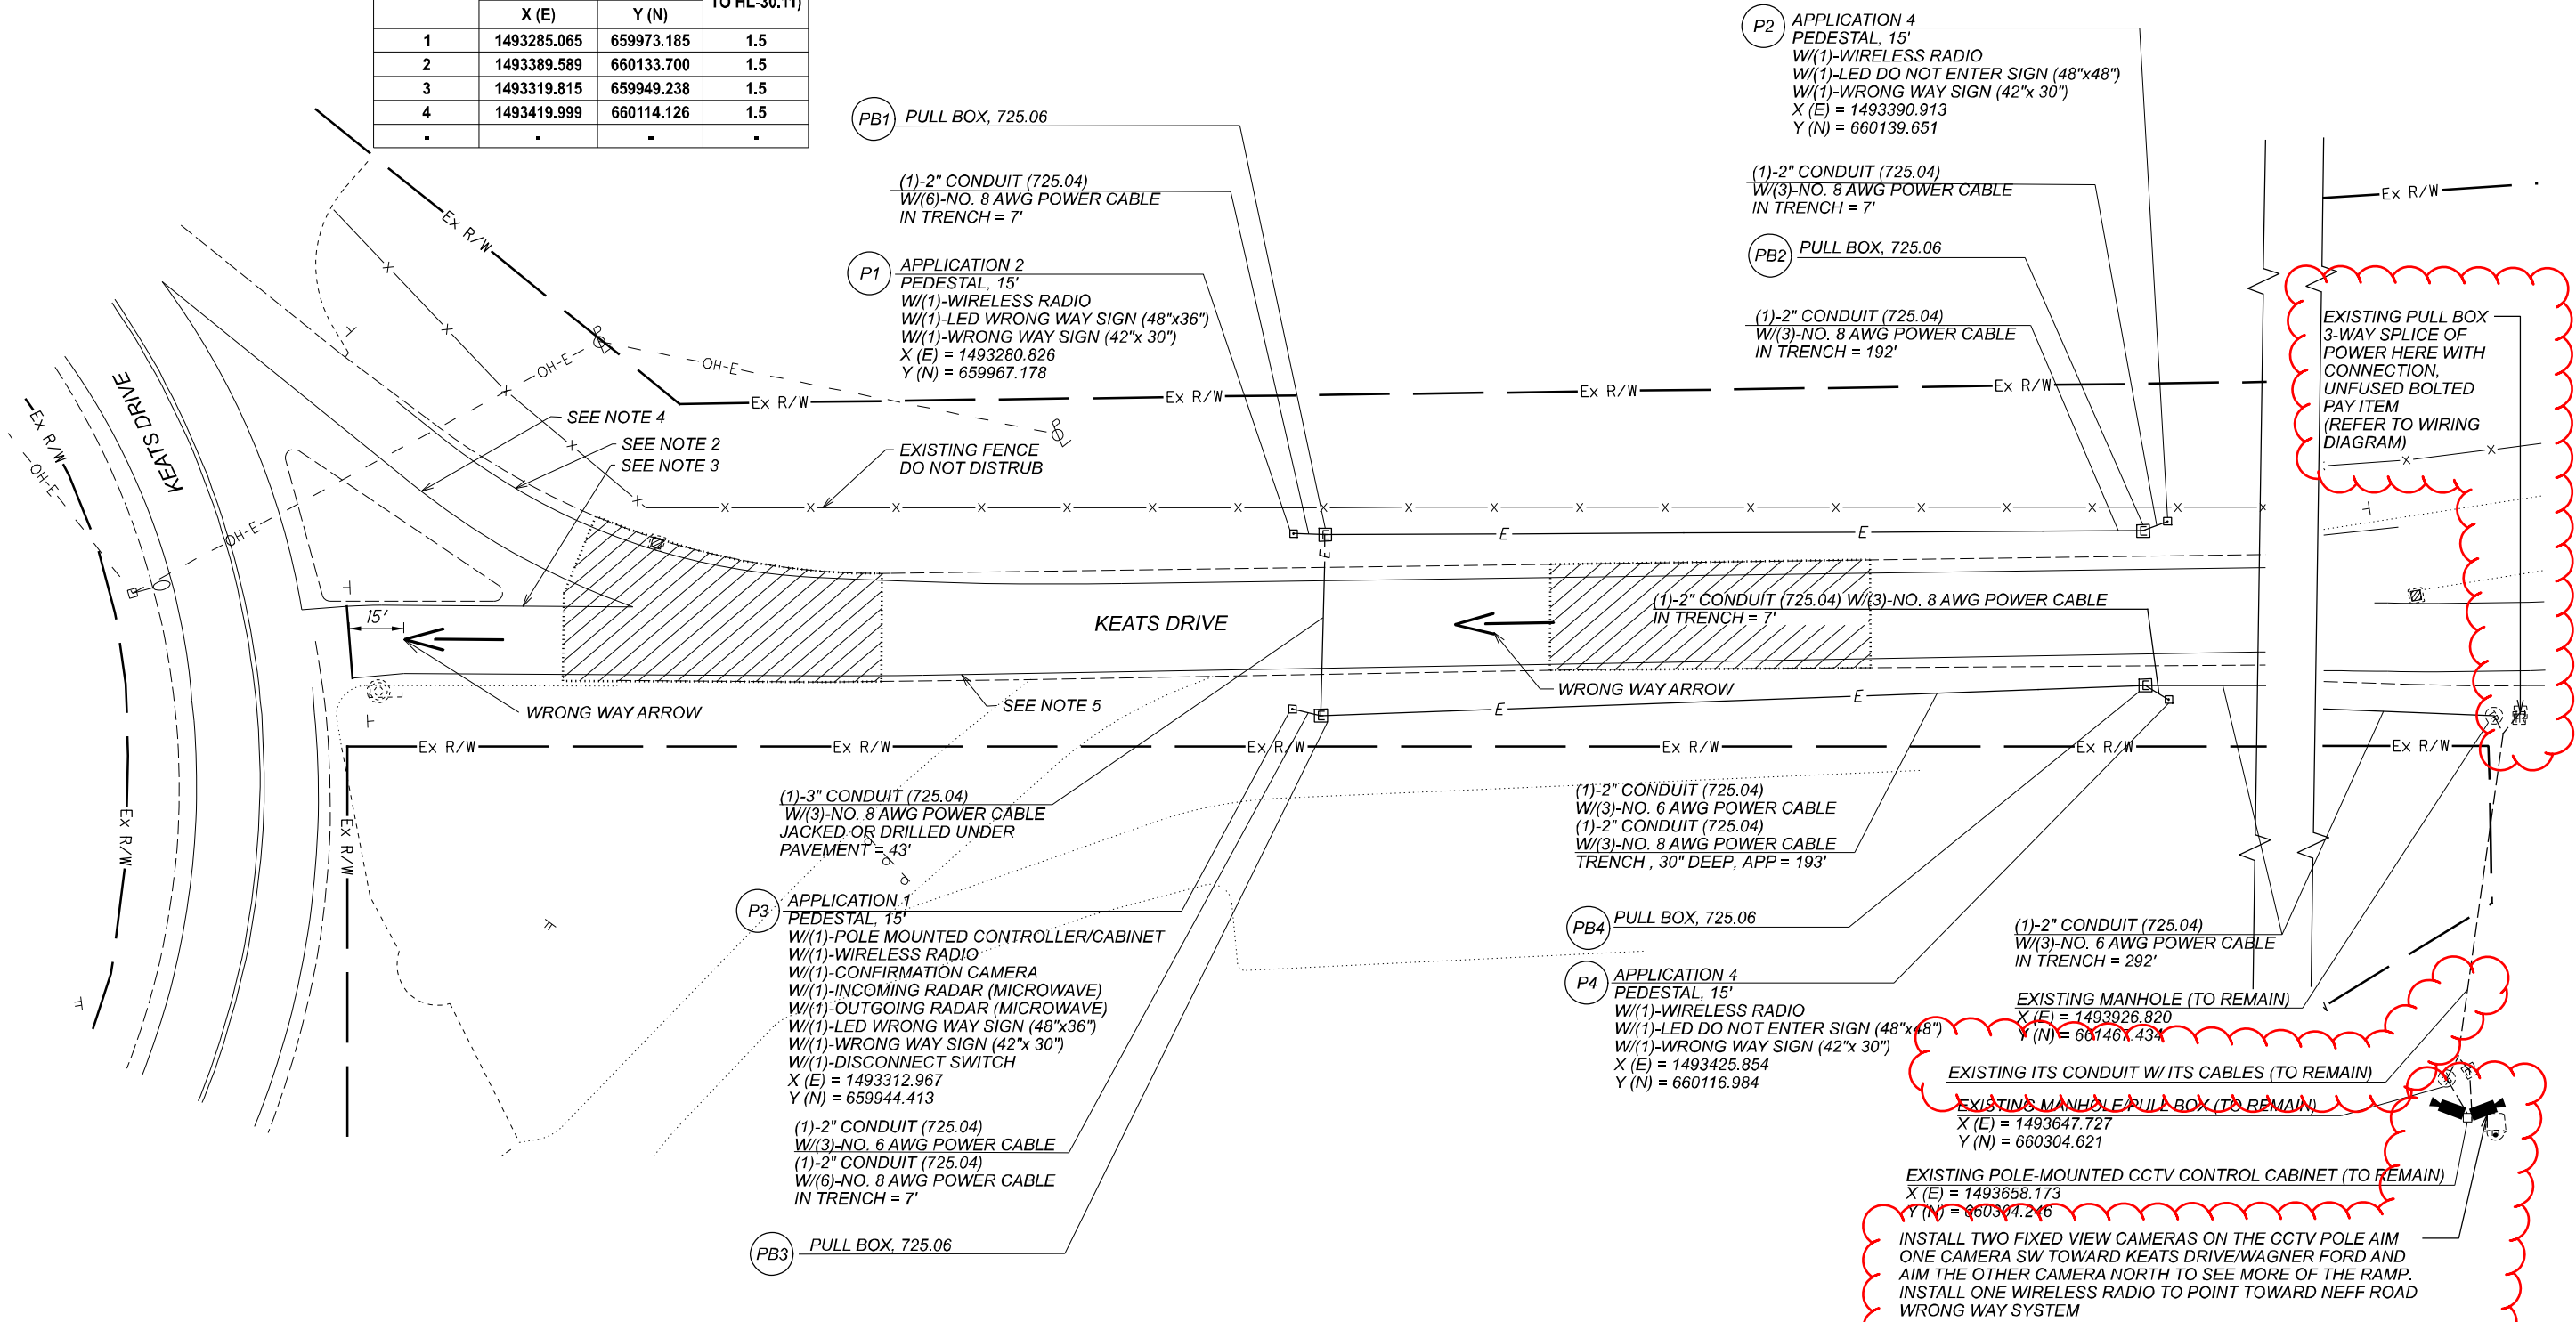 TO HL-30.11)
X (E) Y (N)
1 1493285.065 659973.185 1.5
2 1493389.589 660133.700 1.5
3 1493319.815 659949.238 1.5
4 1493419.999 660114.126 1.5
- - - -
PB1 PULL BOX, 725.06
(1)-2" CONDUIT (725.04)
W/(6)-NO. 8 AWG POWER CABLE
IN TRENCH = 7'
P1 APPLICATION 2
PEDESTAL, 15'
W/(1)-WIRELESS RADIO
W/(1)-LED WRONG WAY SIGN (48"x36")
W/(1)-WRONG WAY SIGN (42"x 30")
X (E) = 1493280.826
Y (N) = 659967.178
P2 APPLICATION 4
PEDESTAL, 15'
W/(1)-WIRELESS RADIO
W/(1)-LED DO NOT ENTER SIGN (48"x48")
W/(1)-WRONG WAY SIGN (42"x 30")
X (E) = 1493390.913
Y (N) = 660139.651
(1)-2" CONDUIT (725.04)
W/(3)-NO. 8 AWG POWER CABLE
IN TRENCH = 7'
PB2 PULL BOX, 725.06
(1)-2" CONDUIT (725.04)
W/(3)-NO. 8 AWG POWER CABLE
IN TRENCH = 192'
Ex R/W
EXISTING PULL BOX
3-WAY SPLICE OF
POWER HERE WITH
CONNECTION,
UNFUSED BOLTED
PAY ITEM
(REFER TO WIRING
DIAGRAM)
X X
Ex R/W
OH-E
OH-E
Ex R/W
Ex R/W
Ex R/W
Ex R/W
KEATS DRIVE
Ex R/W
OH-E
OH-E
SEE NOTE 4
SEE NOTE 2
SEE NOTE 3
EXISTING FENCE
DO NOT DISTRUB
X X X X X X X X X X X X X X X X X X X X X X X X
E E E E
E
15'
KEATS DRIVE
(1)-2" CONDUIT (725.04) W/(3)-NO. 8 AWG POWER CABLE
IN TRENCH = 7'
WRONG WAY ARROW
SEE NOTE 5
WRONG WAY ARROW
E E E E
Ex R/W
Ex R/W
Ex R/W
Ex R/W
Ex R/W
Ex R/W
Ex R/W
Ex R/W
(1)-3" CONDUIT (725.04)
W/(3)-NO. 8 AWG POWER CABLE
JACKED OR DRILLED UNDER
PAVEMENT = 43'
P3 APPLICATION 1
PEDESTAL, 15'
W/(1)-POLE MOUNTED CONTROLLER/CABINET
W/(1)-WIRELESS RADIO
W/(1)-CONFIRMATION CAMERA
W/(1)-INCOMING RADAR (MICROWAVE)
W/(1)-OUTGOING RADAR (MICROWAVE)
W/(1)-LED WRONG WAY SIGN (48"x36")
W/(1)-WRONG WAY SIGN (42"x 30")
W/(1)-DISCONNECT SWITCH
X (E) = 1493312.967
Y (N) = 659944.413
(1)-2" CONDUIT (725.04)
W/(3)-NO. 6 AWG POWER CABLE
(1)-2" CONDUIT (725.04)
W/(6)-NO. 8 AWG POWER CABLE
IN TRENCH = 7'
PB3 PULL BOX, 725.06
(1)-2" CONDUIT (725.04)
W/(3)-NO. 6 AWG POWER CABLE
(1)-2" CONDUIT (725.04)
W/(3)-NO. 8 AWG POWER CABLE
TRENCH , 30" DEEP, APP = 193'
PB4 PULL BOX, 725.06
P4 APPLICATION 4
PEDESTAL, 15'
W/(1)-WIRELESS RADIO
W/(1)-LED DO NOT ENTER SIGN (48"x48")
W/(1)-WRONG WAY SIGN (42"x 30")
X (E) = 1493425.854
Y (N) = 660116.984
(1)-2" CONDUIT (725.04)
W/(3)-NO. 6 AWG POWER CABLE
IN TRENCH = 292'
EXISTING MANHOLE (TO REMAIN)
X (E) = 1493926.820
Y (N) = 661467.434
EXISTING ITS CONDUIT W/ ITS CABLES (TO REMAIN)
EXISTING MANHOLE/PULL BOX (TO REMAIN)
X (E) = 1493647.727
Y (N) = 660304.621
EXISTING POLE-MOUNTED CCTV CONTROL CABINET (TO REMAIN)
X (E) = 1493658.173
Y (N) = 660304.246
INSTALL TWO FIXED VIEW CAMERAS ON THE CCTV POLE AIM
ONE CAMERA SW TOWARD KEATS DRIVE/WAGNER FORD AND
AIM THE OTHER CAMERA NORTH TO SEE MORE OF THE RAMP.
INSTALL ONE WIRELESS RADIO TO POINT TOWARD NEFF ROAD
WRONG WAY SYSTEM